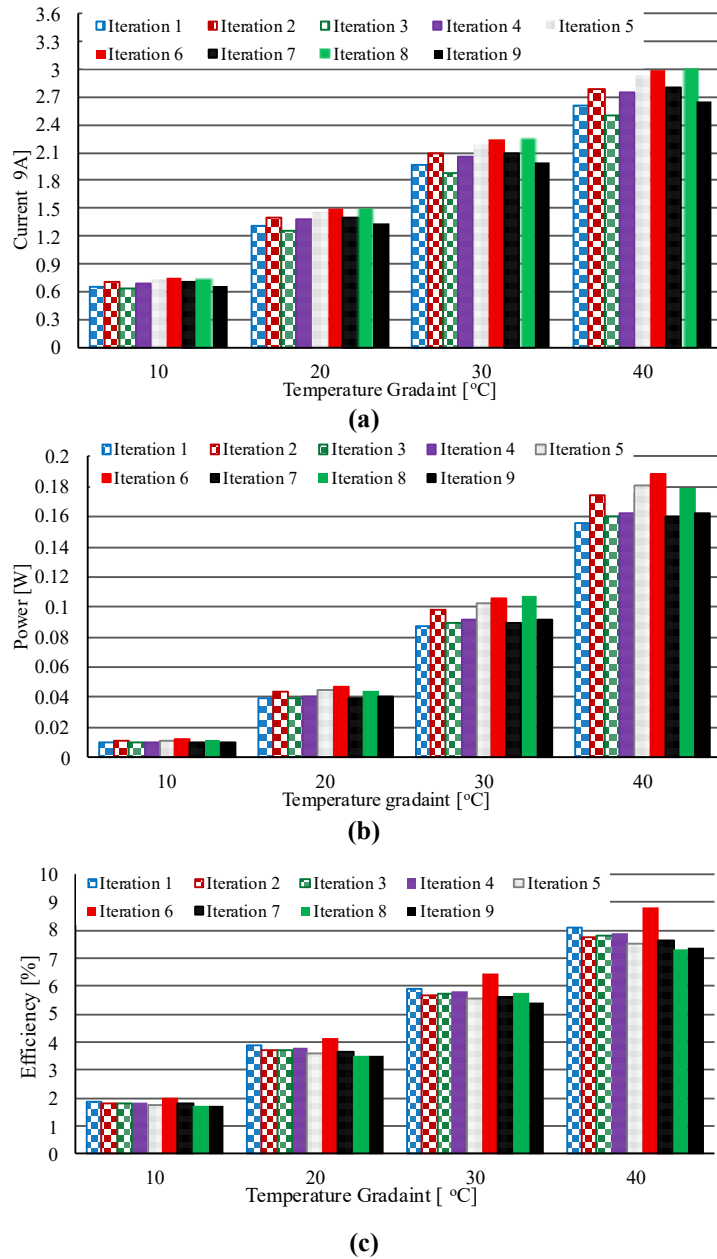 3.6
3.3
3
2.7
2.4
2.1
1.8
1.5
1.2
0.9
0.6
0.3
0
Current 9A]
Iteration 1 Iteration 2 Iteration 3 Iteration 4 Iteration 5
Iteration 6 Iteration 7 Iteration 8 Iteration 9
10 20 30 40
Temperature Gradaint [°C]
(a)
0.2
0.18
0.16
0.14
0.12
0.1
0.08
0.06
0.04
0.02
0
Power [W]
Iteration 1 Iteration 2 Iteration 3 Iteration 4 Iteration 5
Iteration 6 Iteration 7 Iteration 8 Iteration 9
10 20 30 40
Temperature gradaint [°C]
(b)
10
9
8
7
6
5
4
3
2
1
0
Efficiency [%]
Iteration 1 Iteration 2 Iteration 3 Iteration 4 Iteration 5
Iteration 6 Iteration 7 Iteration 8 Iteration 9
10 20 30 40
Temperature Gradaint [ °C]
(c)